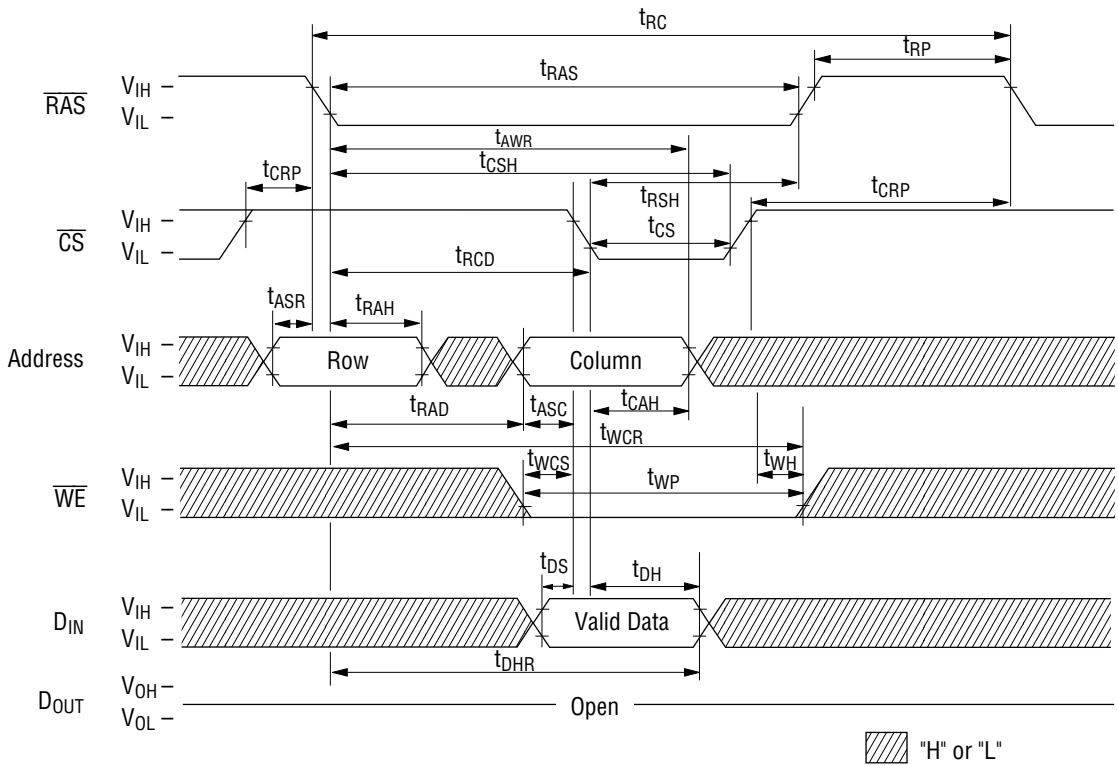 tRC
tRP
tRAS
RAS
VIH
VIL
tAWR
tCSH
tCRP
tRSH
tCRP
CS
VIH
VIL
tCS
tRCD
tASR
tRAH
Address
VIH
VIL
Row
Column
tRAD
tASC
tCAH
tWCR
tWCS
tWH
WE
VIH
VIL
tWP
tDS
tDH
DIN
VIH
VIL
Valid Data
tDHR
DOUT
VOH
VOL
Open
"H" or "L"